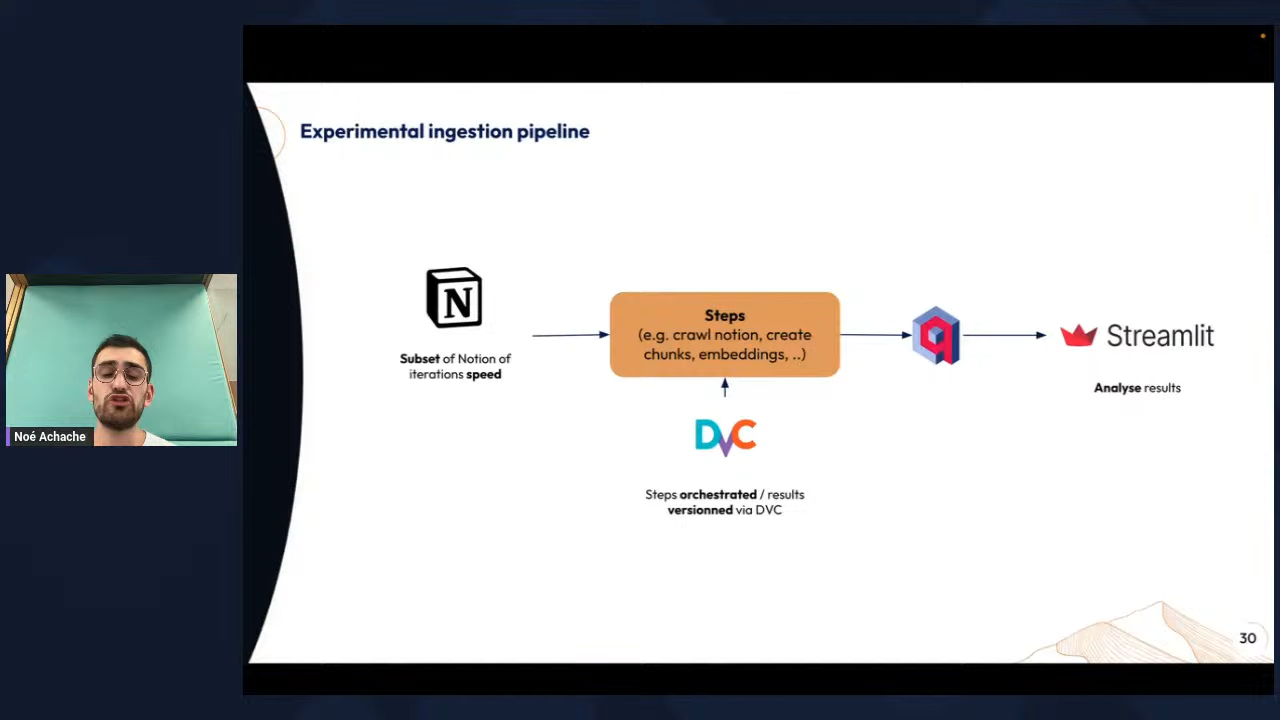 Experimental ingestion pipeline
N
Subset of Notion of
iterations speed
Steps
(e.g. crawl notion, create
chunks, embeddings, ..)
Streamlit
Analyse results
DVC
Steps orchestrated / results
versionned via DVC
Noé Achache
30